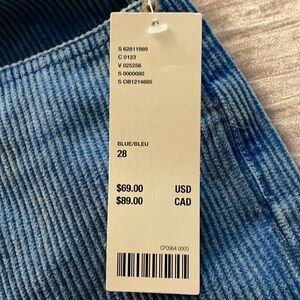 S 62811989
C 0123
V 025256
S 0000080
S OB1214885
BLUE/BLEU
28
$69.00 USD
$89.00 CAD
CP0964 0005